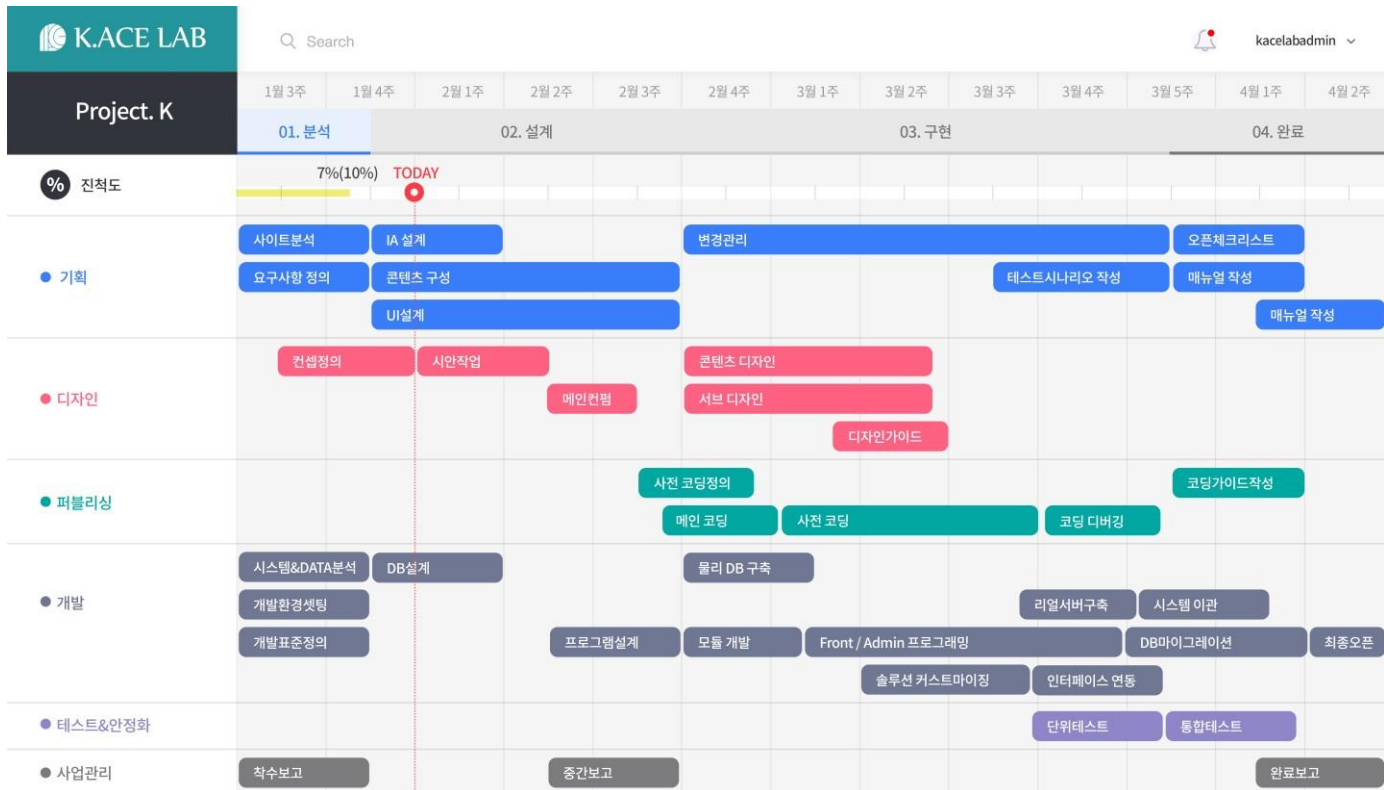 K.ACE LAB
Search
kacelabadmin
Project. K
1월 3주 1월 4주 2월 1주 2월 2주 2월 3주 2월 4주 3월 1주 3월 2주 3월 3주 3월 4주 3월 5주 4월 1주 4월 2주
01. 분석 02. 설계 03. 구현 04. 완료
% 진척도
7%(10%) TODAY
기획
사이트분석 IA 설계 변경관리 오픈체크리스트
요구사항 정의 콘텐츠 구성 테스트시나리오 작성 매뉴얼 작성
UI설계 매뉴얼 작성
디자인
컨셉정의 시안작업 콘텐츠 디자인
메인컨펌 서브 디자인
디자인가이드
퍼블리싱
사전 코딩정의 코딩가이드작성
메인 코딩 사전 코딩 코딩 디버깅
개발
시스템&DATA분석 DB설계 물리 DB 구축
개발환경셋팅 리얼서버구축 시스템 이관
개발표준정의 프로그램설계 모듈 개발 Front / Admin 프로그래밍 DB마이그레이션 최종오픈
솔루션 커스트마이징 인터페이스 연동
테스트&안정화
단위테스트 통합테스트
사업관리
착수보고 중간보고 완료보고